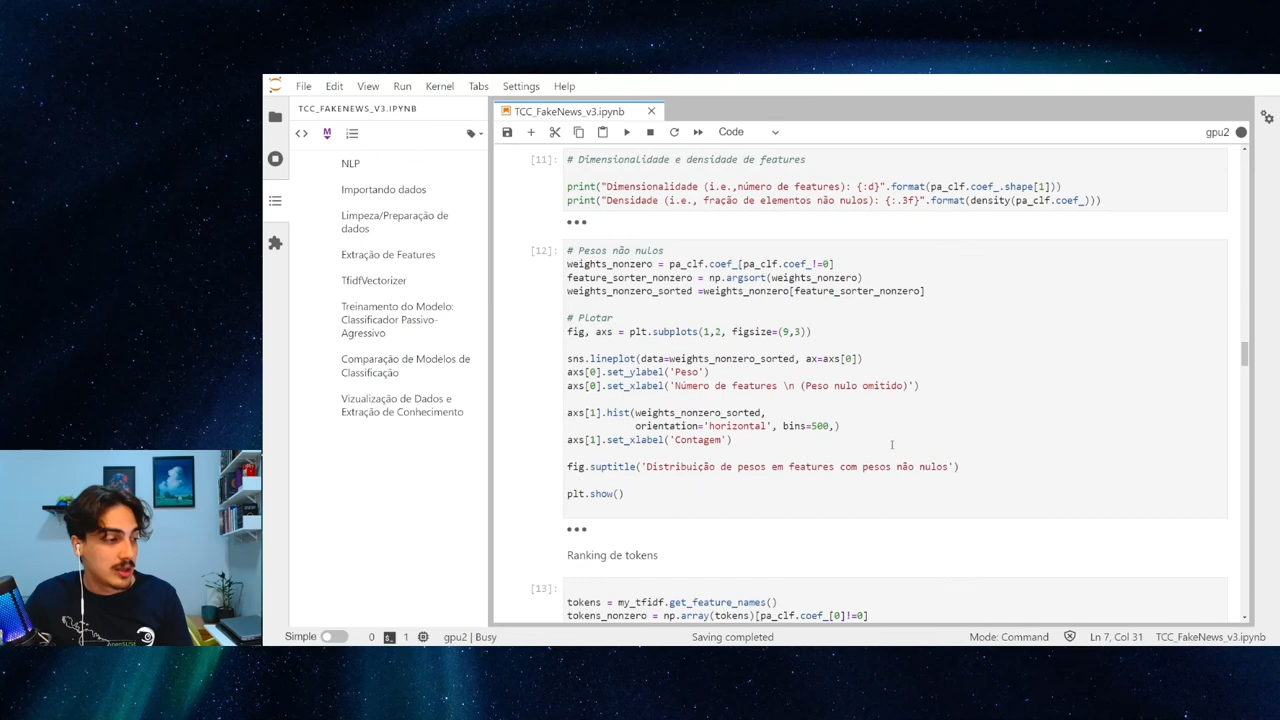 File Edit View Run Kernel Tabs Settings Help
TCC_FAKENEWS_V3.IPYNB
TCC_FakeNews_v3.ipynb
Code
gpu2
NLP
Importando dados
Limpeza/Preparação de
dados
Extração de Features
TfidfVectorizer
Treinamento do Modelo:
Classificador Passivo-
Agressivo
Comparação de Modelos de
Classificação
Vizualização de Dados e
Extração de Conhecimento
[11]: # Dimensionalidade e densidade de features
print("Dimensionalidade (i.e.,número de features): {:d}".format(pa_clf.coef_.shape[1]))
print("Densidade (i.e., fração de elementos não nulos): {:.3f}".format(density(pa_clf.coef_)))
[12]: # Pesos não nulos
weights_nonzero = pa_clf.coef_[pa_clf.coef_!=0]
feature_sorter_nonzero = np.argsort(weights_nonzero)
weights_nonzero_sorted =weights_nonzero[feature_sorter_nonzero]
# Plotar
fig, axs = plt.subplots(1,2, figsize=(9,3))
sns.lineplot(data=weights_nonzero_sorted, ax=axs[0])
axs[0].set_ylabel('Peso')
axs[0].set_xlabel('Número de features \n (Peso nulo omitido)')
axs[1].hist(weights_nonzero_sorted,
orientation='horizontal', bins=500,)
axs[1].set_xlabel('Contagem')
fig.suptitle('Distribuição de pesos em features com pesos não nulos')
plt.show()
Ranking de tokens
[13]:
tokens = my_tfidf.get_feature_names()
tokens_nonzero = np.array(tokens)[pa_clf.coef_[0]!=0]
Simple 0 1 gpu2 | Busy Saving completed Mode: Command Ln 7, Col 31 TCC_FakeNews_v3.ipynb
openSUSE